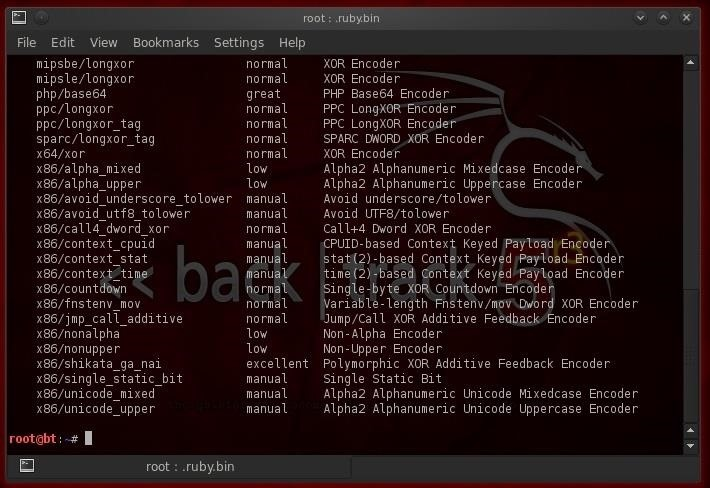 root : .ruby.bin
File Edit View Bookmarks Settings Help
mipsbe/longxor normal XOR Encoder
mipsle/longxor normal XOR Encoder
php/base64 great PHP Base64 Encoder
ppc/longxor normal PPC LongXOR Encoder
ppc/longxor_tag normal PPC LongXOR Encoder
sparc/longxor_tag normal SPARC DWORD XOR Encoder
x64/xor normal XOR Encoder
x86/alpha_mixed low Alpha2 Alphanumeric Mixedcase Encoder
x86/alpha_upper low Alpha2 Alphanumeric Uppercase Encoder
x86/avoid_underscore_tolower manual Avoid underscore/tolower
x86/avoid_utf8_tolower manual Avoid UTF8/tolower
x86/call4_dword_xor normal Call+4 Dword XOR Encoder
x86/context_cpuid manual CPUID-based Context Keyed Payload Encoder
x86/context_stat manual stat(2)-based Context Keyed Payload Encoder
x86/context_time manual time(2)-based Context Keyed Payload Encoder
x86/countdown normal Single-byte XOR Countdown Encoder
x86/fnstenv_mov normal Variable-length Fnstenv/mov Dword XOR Encoder
x86/jmp_call_additive normal Jump/Call XOR Additive Feedback Encoder
x86/nonalpha low Non-Alpha Encoder
x86/nonupper low Non-Upper Encoder
x86/shikata_ga_nai excellent Polymorphic XOR Additive Feedback Encoder
x86/single_static_bit manual Single Static Bit
x86/unicode_mixed manual Alpha2 Alphanumeric Unicode Mixedcase Encoder
x86/unicode_upper manual Alpha2 Alphanumeric Unicode Uppercase Encoder
<< back | track 5 r3
root@bt:~#
root : .ruby.bin